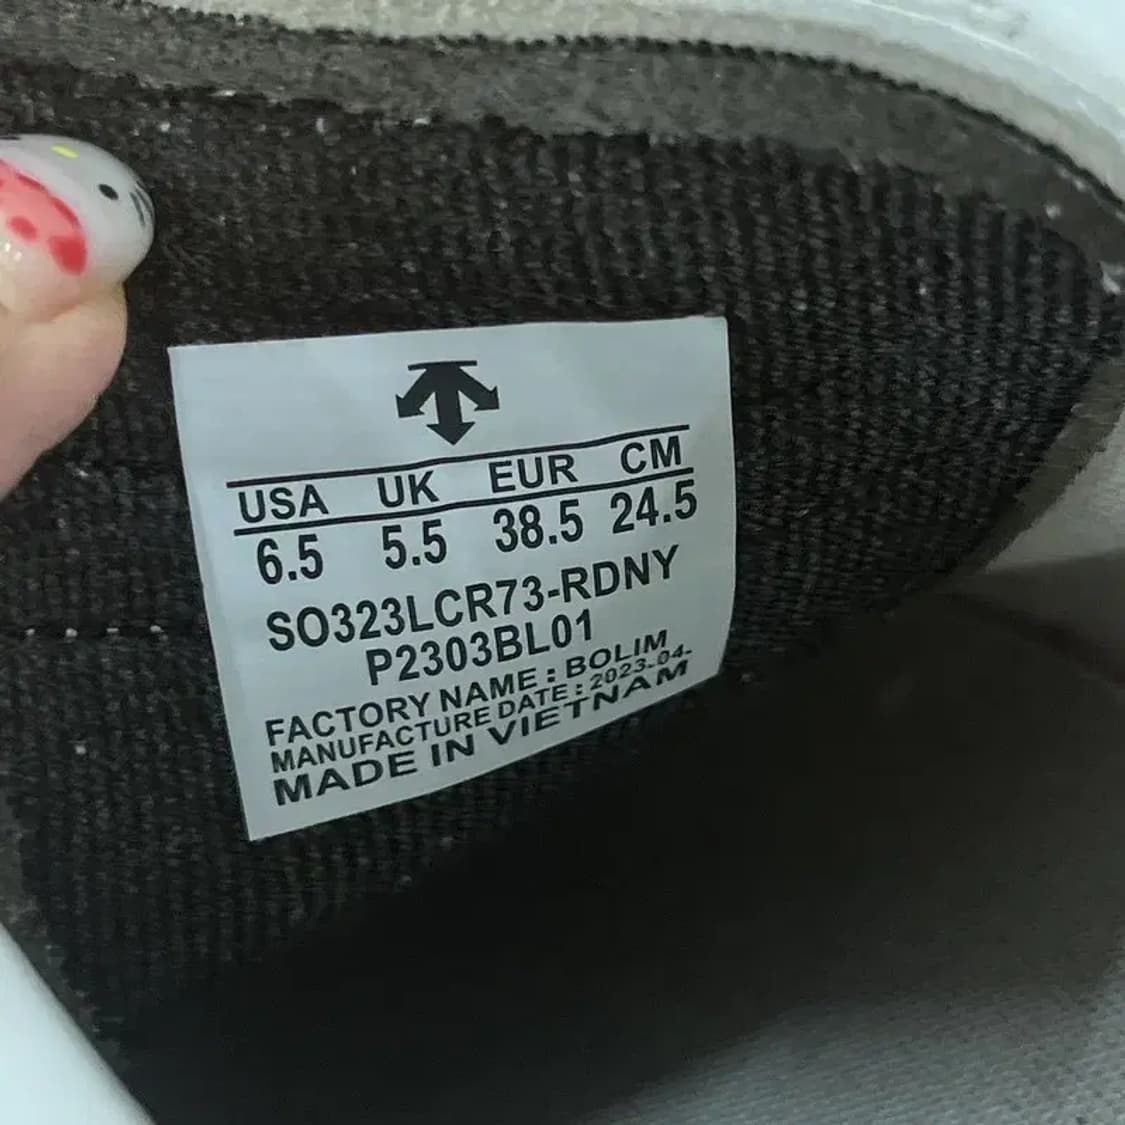 USA UK EUR CM
6.5 5.5 38.5 24.5
SO323LCR73-RDNY
P2303BL01
FACTORY NAME : BOLIM
MANUFACTURE DATE : 2023-04-
MADE IN VIETNAM